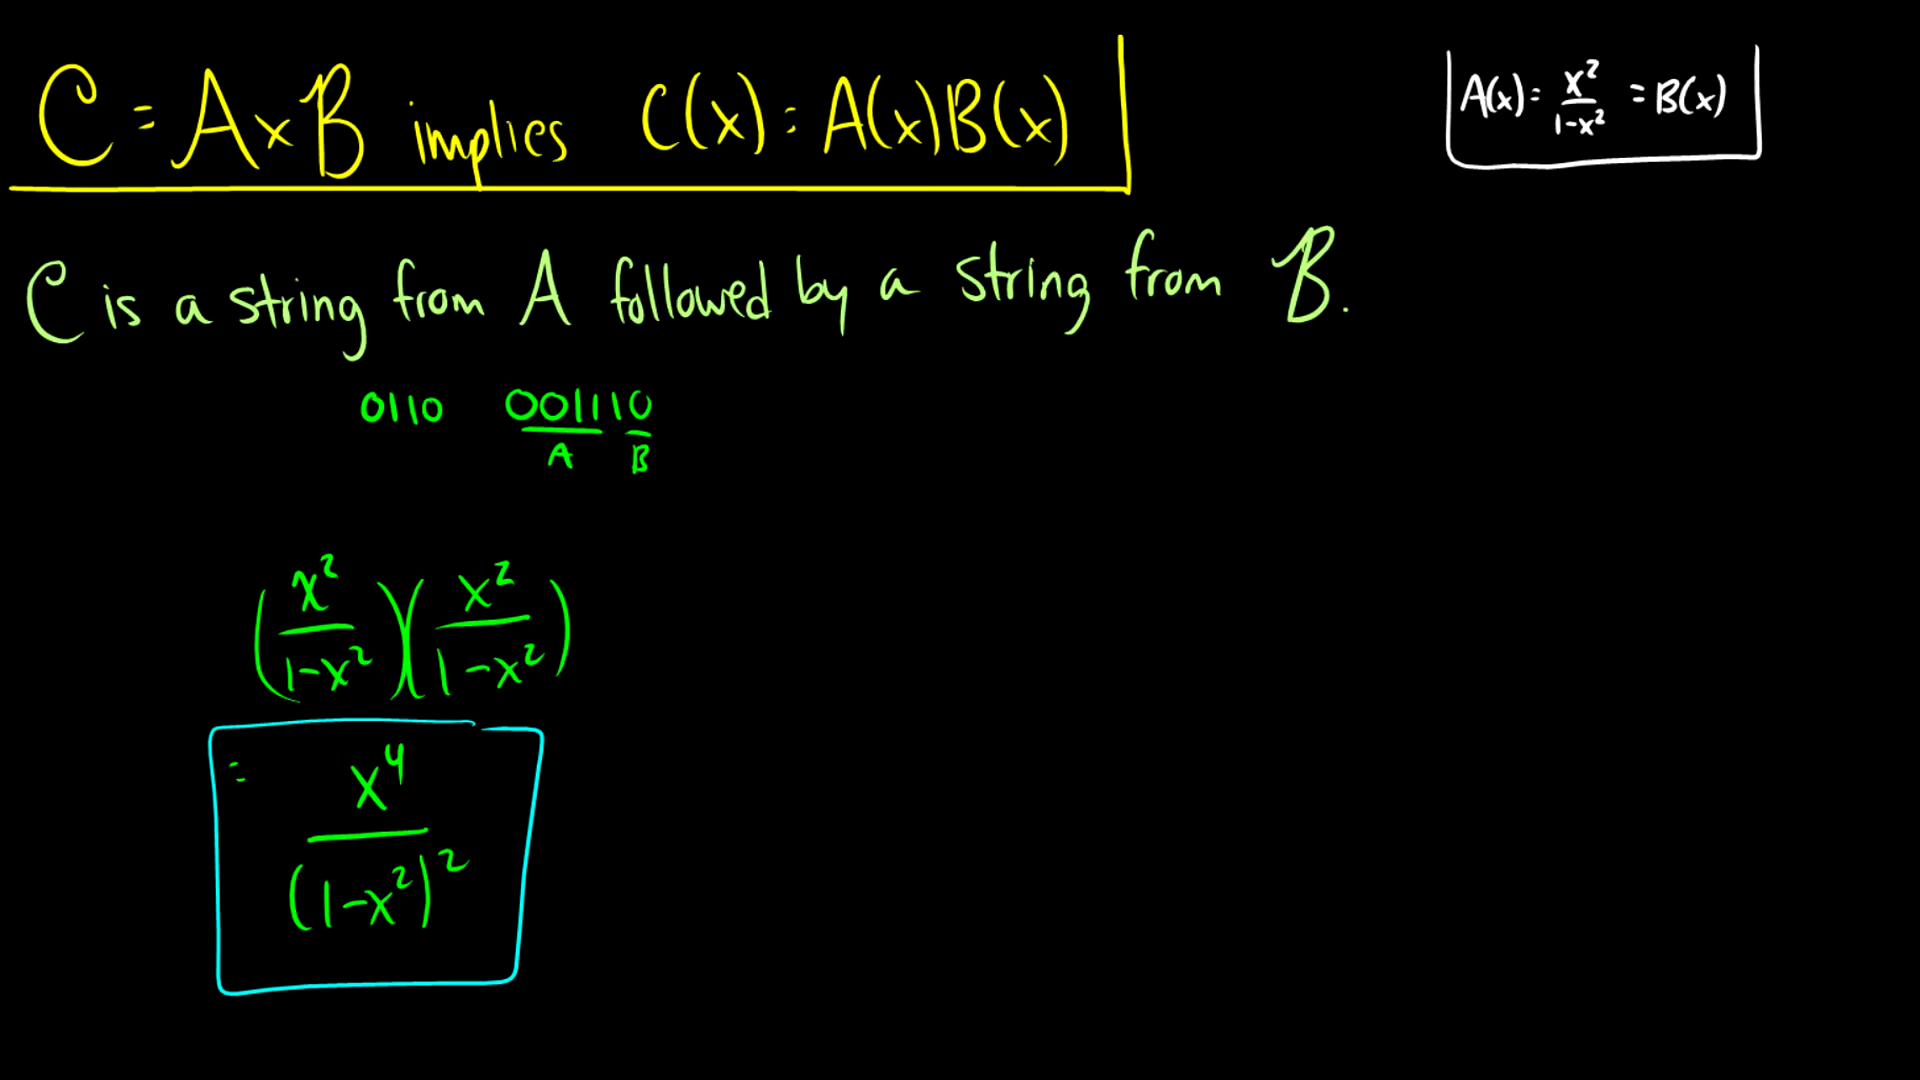 C = A × B implies C(x) = A(x)B(x)
A(x) = x²/(1-x²) = B(x)
C is a string from A followed by a string from B.
0110 001110
A B
(x²/(1-x²))(x²/(1-x²))
= x⁴/(1-x²)²